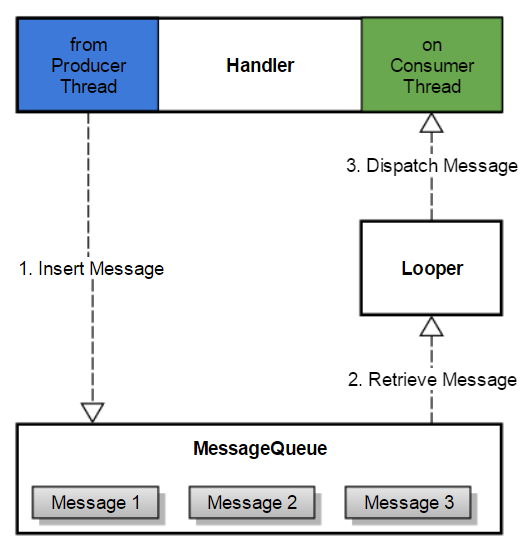 from
Producer
Thread
Handler
on
Consumer
Thread
3. Dispatch Message
1. Insert Message
Looper
2. Retrieve Message
MessageQueue
Message 1
Message 2
Message 3